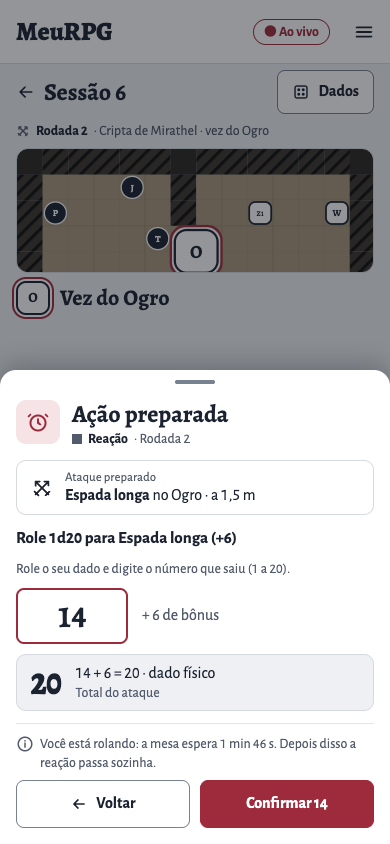 MeuRPG
Ao vivo
Sessão 6
Dados
Rodada 2 · Cripta de Mirathel · vez do Ogro
J
P
Z1
W
T
O
O
Vez do Ogro
Ação preparada
Reação · Rodada 2
Ataque preparado
Espada longa no Ogro · a 1,5 m
Role 1d20 para Espada longa (+6)
Role o seu dado e digite o número que saiu (1 a 20).
14
+ 6 de bônus
20
14 + 6 = 20 · dado físico
Total do ataque
Você está rolando: a mesa espera 1 min 46 s. Depois disso a
reação passa sozinha.
Voltar
Confirmar 14